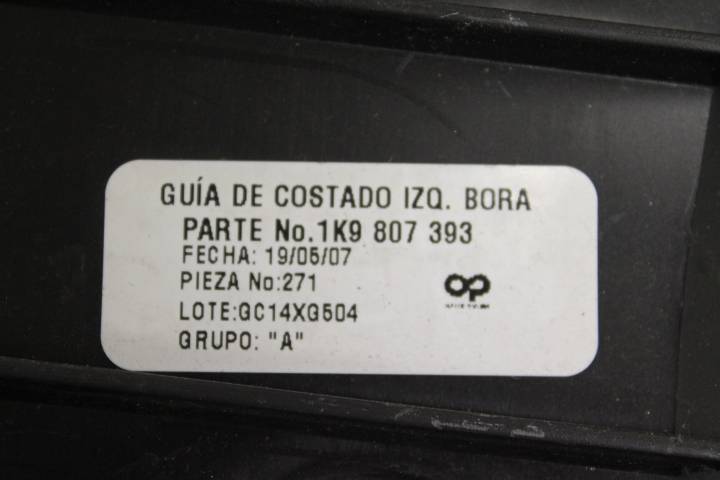 GUÍA DE COSTADO IZQ. BORA
PARTE No.1K9 807 393
FECHA: 19/05/07
PIEZA No:271
LOTE:GC14XG504
GRUPO: "A"
op